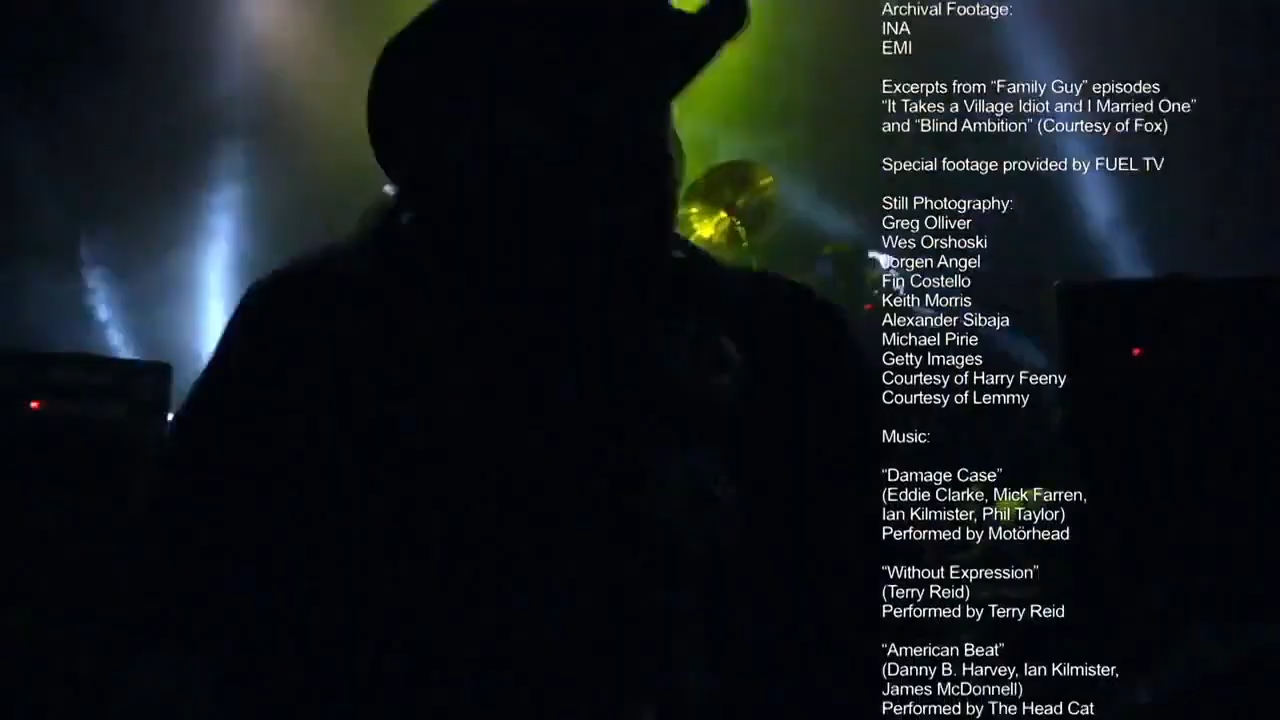 Archival Footage:
INA
EMI
Excerpts from “Family Guy” episodes
“It Takes a Village Idiot and I Married One”
and “Blind Ambition” (Courtesy of Fox)
Special footage provided by FUEL TV
Still Photography:
Greg Olliver
Wes Orshoski
Jorgen Angel
Fin Costello
Keith Morris
Alexander Sibaja
Michael Pirie
Getty Images
Courtesy of Harry Feeny
Courtesy of Lemmy
Music:
“Damage Case”
(Eddie Clarke, Mick Farren,
Ian Kilmister, Phil Taylor)
Performed by Motörhead
“Without Expression”
(Terry Reid)
Performed by Terry Reid
“American Beat”
(Danny B. Harvey, Ian Kilmister,
James McDonnell)
Performed by The Head Cat